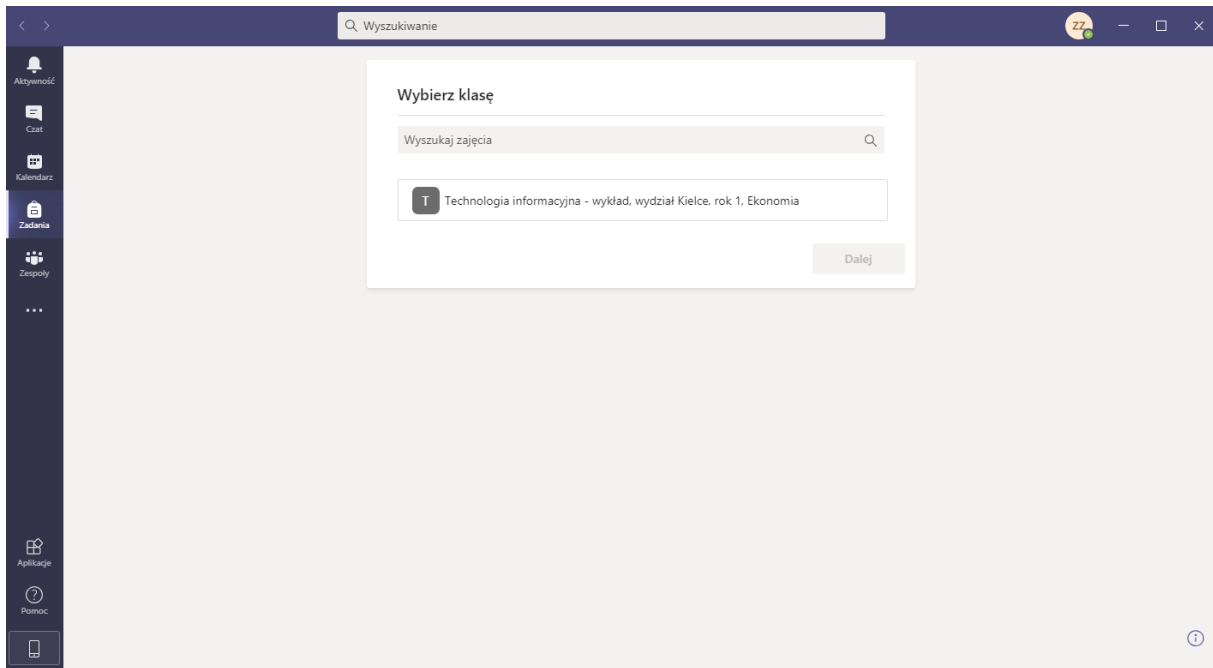 Wyszukiwanie
ZZ
Aktywność
Czat
Kalendarz
Zadania
Zespoły
Wybierz klasę
Wyszukaj zajęcia
T Technologia informacyjna - wykład, wydział Kielce, rok 1, Ekonomia
Dalej
Aplikacje
Pomoc